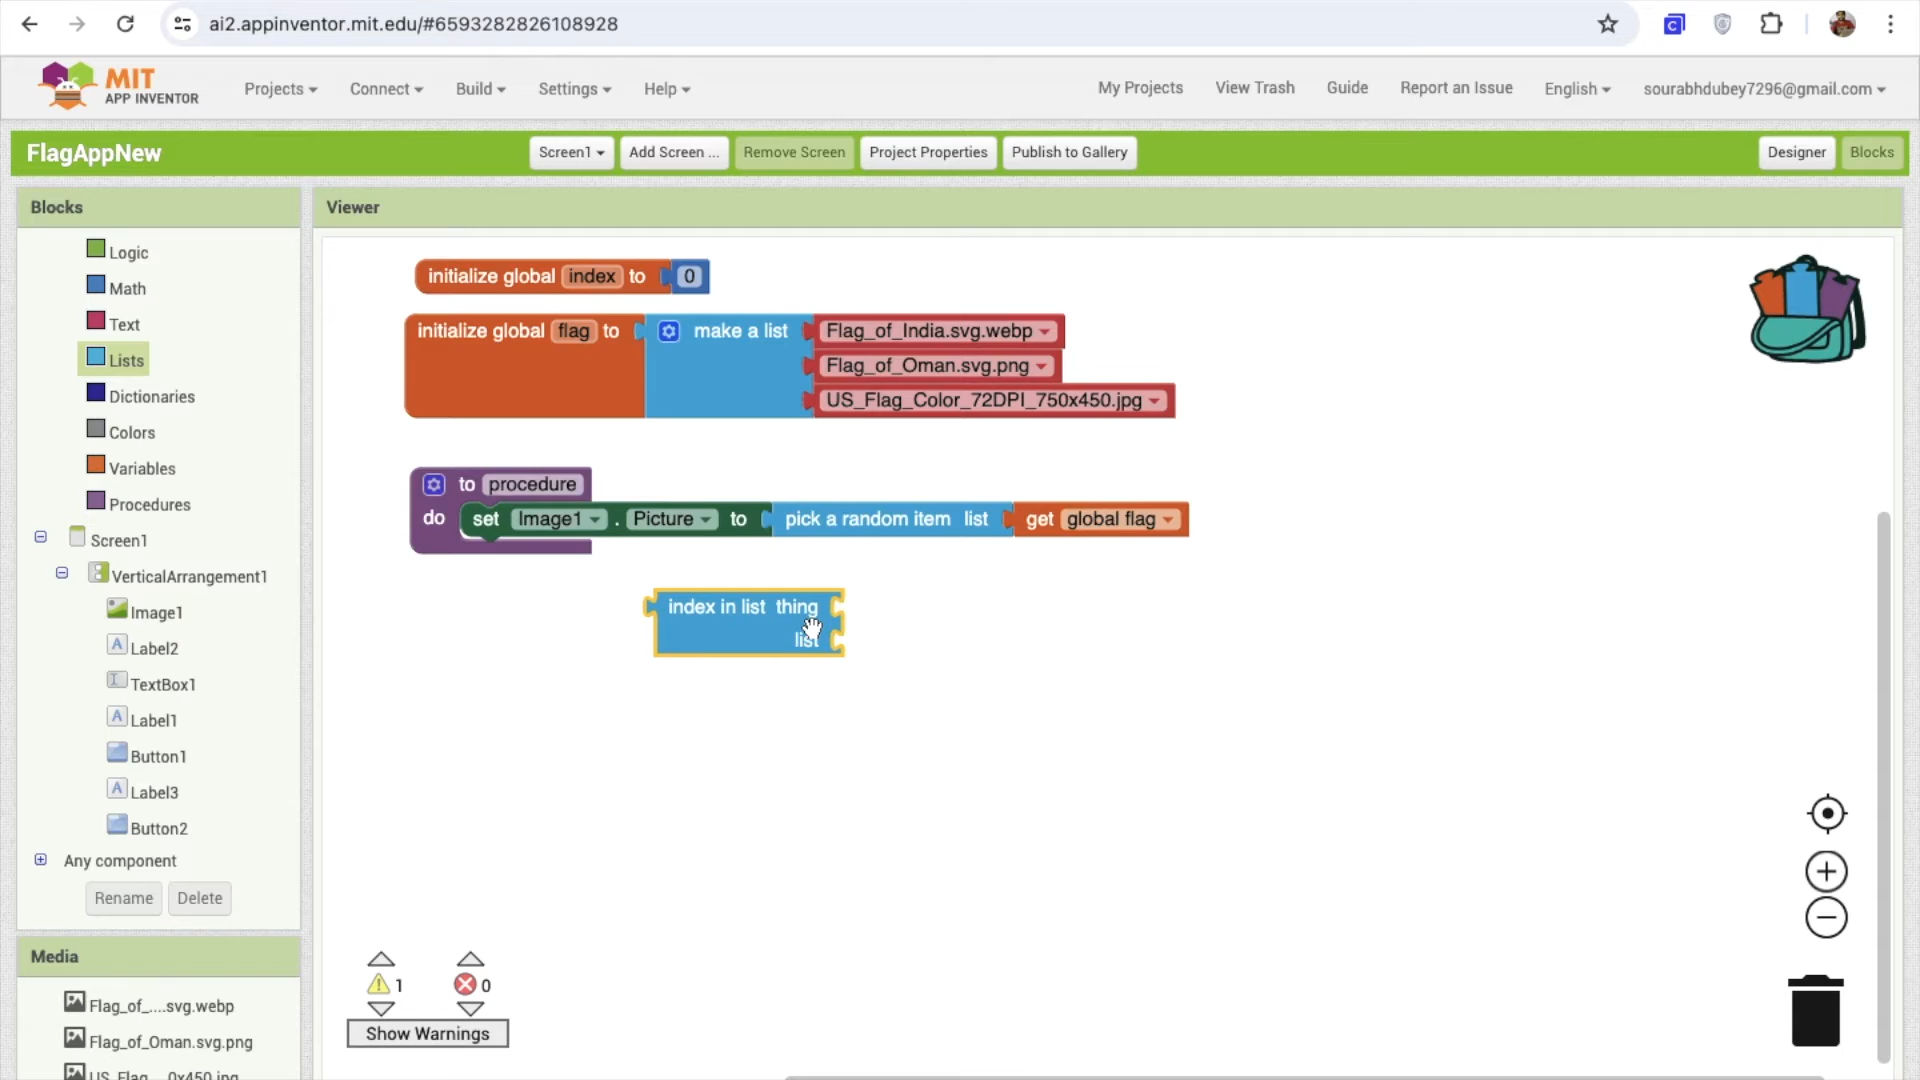 ai2.appinventor.mit.edu/#6593282826108928
MIT
APP INVENTOR
Projects
Connect
Build
Settings
Help
My Projects
View Trash
Guide
Report an Issue
English
sourabhdubey7296@gmail.com
FlagAppNew
Screen1
Add Screen ...
Remove Screen
Project Properties
Publish to Gallery
Designer
Blocks
Blocks
Logic
Math
Text
Lists
Dictionaries
Colors
Variables
Procedures
Screen1
VerticalArrangement1
Image1
Label2
TextBox1
Label1
Button1
Label3
Button2
Any component
Rename
Delete
Media
Flag_of_....svg.webp
Flag_of_Oman.svg.png
US_Flag_...0x450.jpg
Viewer
initialize global index to 0
initialize global flag to make a list Flag_of_India.svg.webp
Flag_of_Oman.svg.png
US_Flag_Color_72DPI_750x450.jpg
to procedure
do set Image1 . Picture to pick a random item list get global flag
index in list thing
list
1
0
Show Warnings